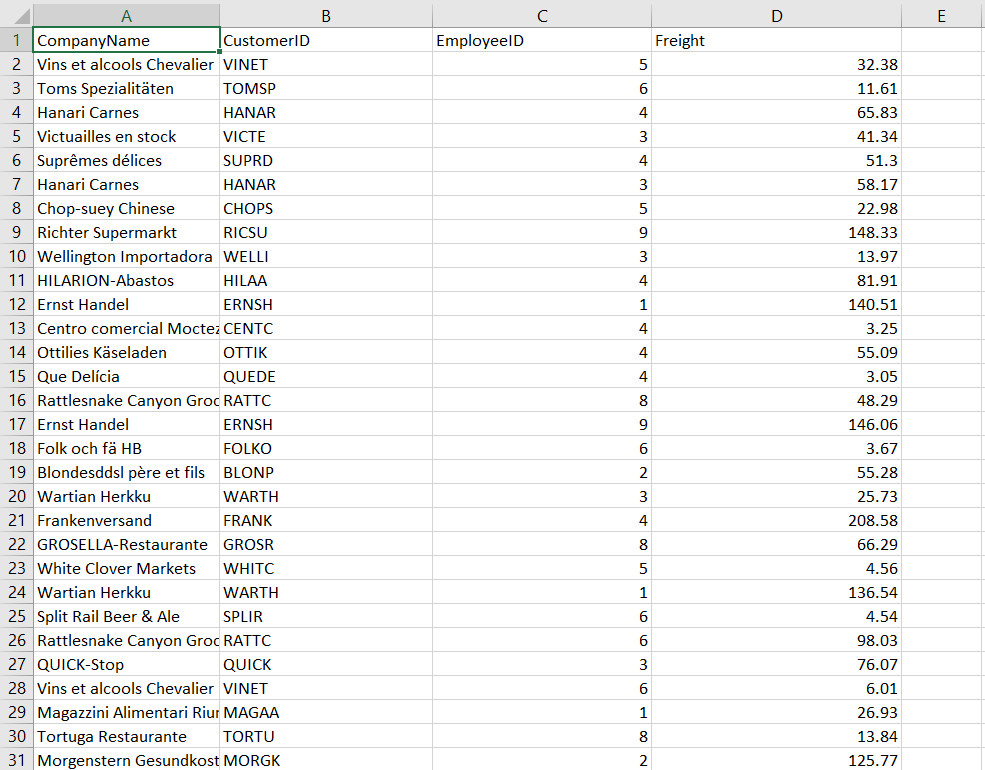 A B C D E
1 CompanyName CustomerID EmployeeID Freight
2 Vins et alcools Chevalier VINET 5 32.38
3 Toms Spezialitäten TOMSP 6 11.61
4 Hanari Carnes HANAR 4 65.83
5 Victuailles en stock VICTE 3 41.34
6 Suprêmes délices SUPRD 4 51.3
7 Hanari Carnes HANAR 3 58.17
8 Chop-suey Chinese CHOPS 5 22.98
9 Richter Supermarkt RICSU 9 148.33
10 Wellington Importadora WELLI 3 13.97
11 HILARION-Abastos HILAA 4 81.91
12 Ernst Handel ERNSH 1 140.51
13 Centro comercial Moctez CENTC 4 3.25
14 Ottilies Käseladen OTTIK 4 55.09
15 Que Delícia QUEDE 4 3.05
16 Rattlesnake Canyon Groc RATTC 8 48.29
17 Ernst Handel ERNSH 9 146.06
18 Folk och fä HB FOLKO 6 3.67
19 Blondesddsl père et fils BLONP 2 55.28
20 Wartian Herkku WARTH 3 25.73
21 Frankenversand FRANK 4 208.58
22 GROSELLA-Restaurante GROSR 8 66.29
23 White Clover Markets WHITC 5 4.56
24 Wartian Herkku WARTH 1 136.54
25 Split Rail Beer & Ale SPLIR 6 4.54
26 Rattlesnake Canyon Groc RATTC 6 98.03
27 QUICK-Stop QUICK 3 76.07
28 Vins et alcools Chevalier VINET 6 6.01
29 Magazzini Alimentari Riur MAGAA 1 26.93
30 Tortuga Restaurante TORTU 8 13.84
31 Morgenstern Gesundkost MORGK 2 125.77